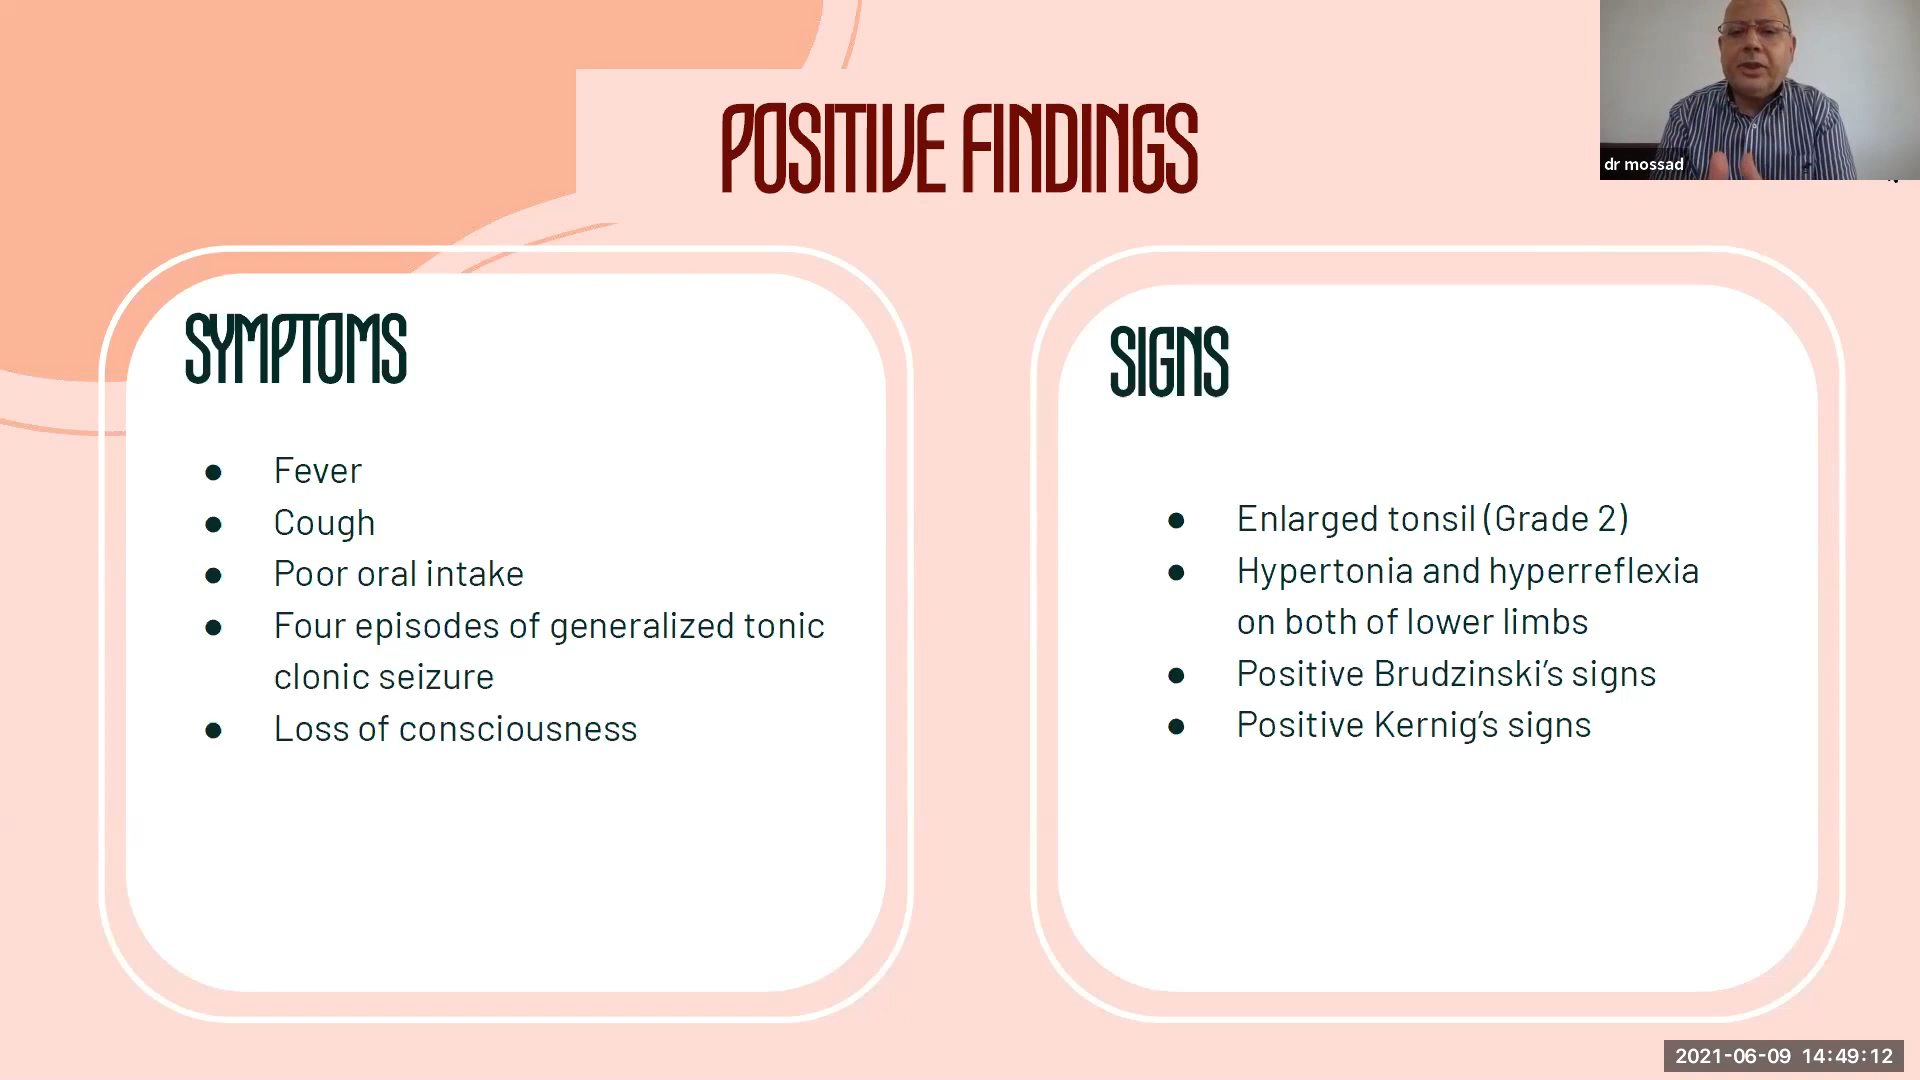 POSITIVE FINDINGS
dr mossad
SYMPTOMS
● Fever
● Cough
● Poor oral intake
● Four episodes of generalized tonic
clonic seizure
● Loss of consciousness
SIGNS
● Enlarged tonsil (Grade 2)
● Hypertonia and hyperreflexia
on both of lower limbs
● Positive Brudzinski’s signs
● Positive Kernig’s signs
2021-06-09 14:49:12